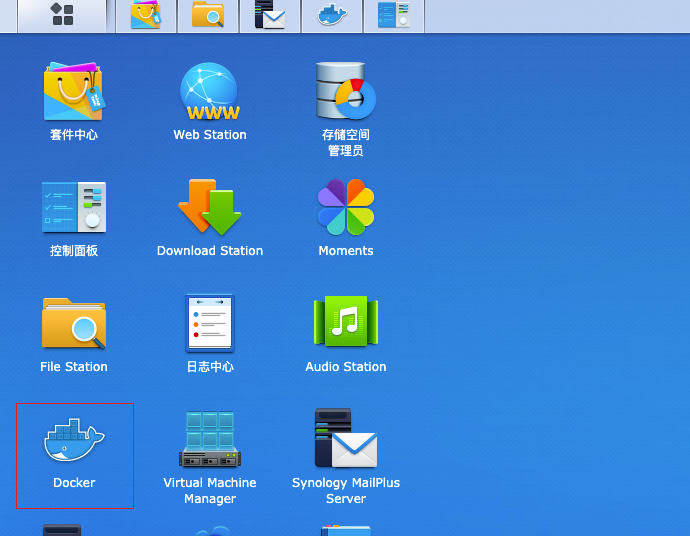 WWW
套件中心
Web Station
存储空间
管理员
控制面板
Download Station
Moments
File Station
日志中心
Audio Station
Docker
Virtual Machine
Manager
Synology MailPlus
Server